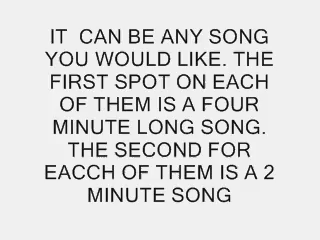 IT  CAN BE ANY SONG
YOU WOULD LIKE. THE
FIRST SPOT ON EACH
OF THEM IS A FOUR
MINUTE LONG SONG.
THE SECOND FOR
EACCH OF THEM IS A 2
MINUTE SONG